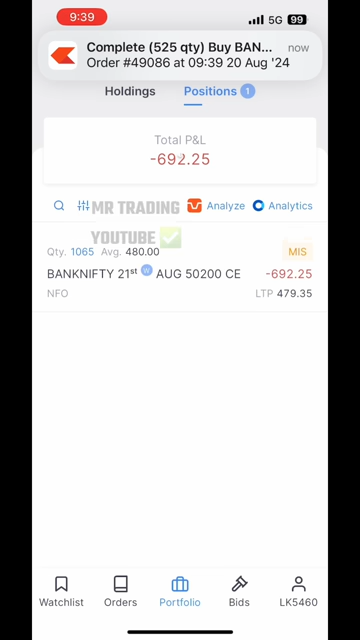 9:39
5G 99
Complete (525 qty) Buy BAN... now
Order #49086 at 09:39 20 Aug '24
Holdings Positions 1
Total P&L
-692.25
MR TRADING Analyze Analytics
YOUTUBE
Qty. 1065 Avg. 480.00 MIS
BANKNIFTY 21st W AUG 50200 CE -692.25
NFO LTP 479.35
Watchlist Orders Portfolio Bids LK5460